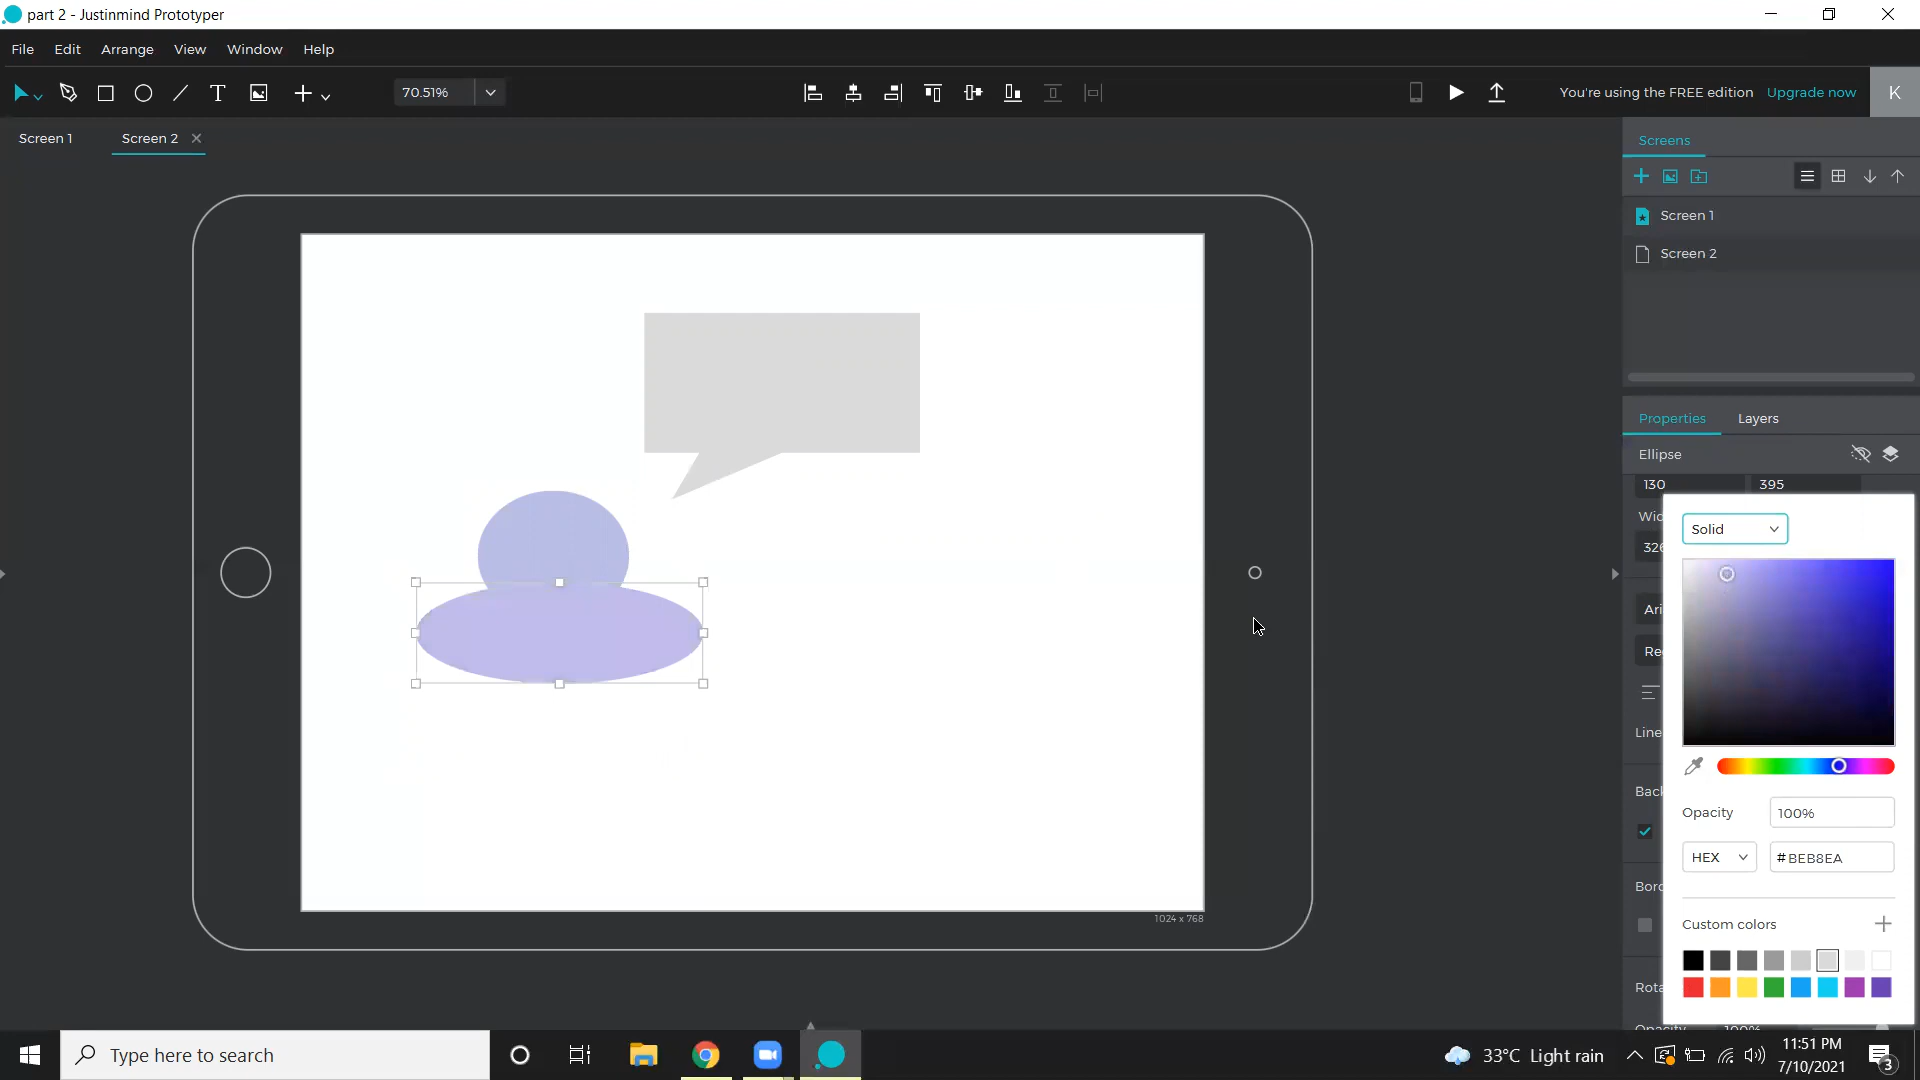 part 2 - Justinmind Prototyper
File Edit Arrange View Window Help
70.51%
You're using the FREE edition Upgrade now K
Screen 1 Screen 2
Screens
Screen 1
Screen 2
Properties Layers
Ellipse
130 395
Solid
Line
Opacity 100%
HEX #BEB8EA
Custom colors
1024 x 768
Type here to search
33°C Light rain
11:51 PM
7/10/2021
3